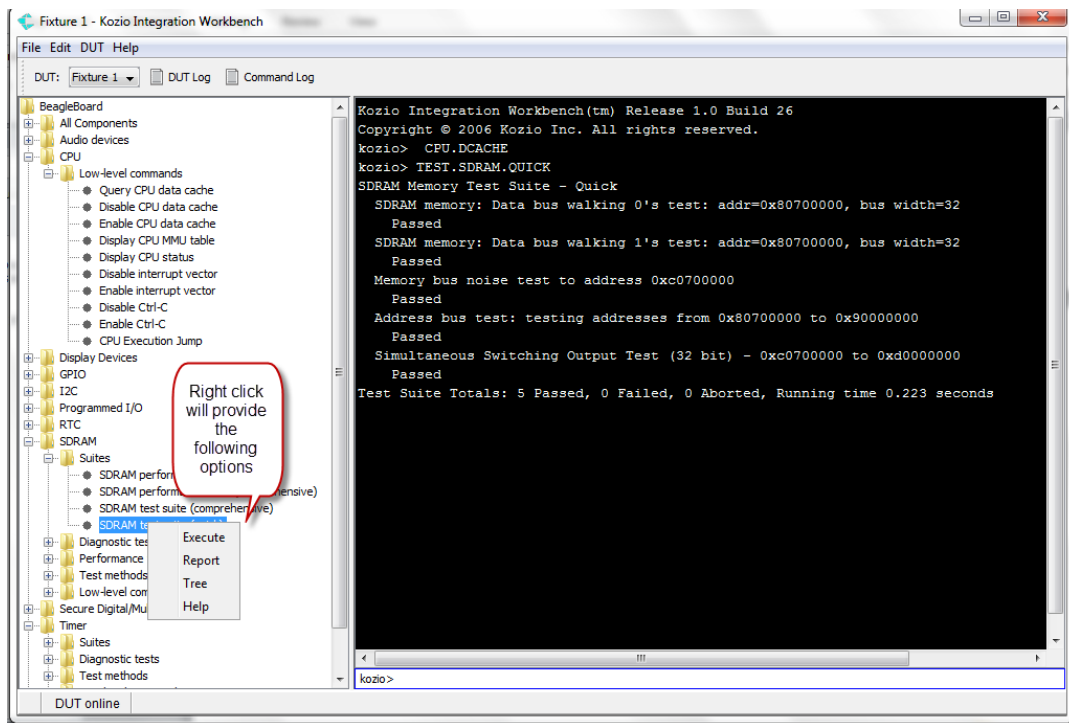 Fixture 1 - Kozio Integration Workbench
File Edit DUT Help
DUT: Fixture 1 DUT Log Command Log
BeagleBoard
All Components
Audio devices
CPU
Low-level commands
Query CPU data cache
Disable CPU data cache
Enable CPU data cache
Display CPU MMU table
Display CPU status
Disable interrupt vector
Enable interrupt vector
Disable Ctrl-C
Enable Ctrl-C
CPU Execution Jump
Display Devices
GPIO
I2C
Programmed I/O
RTC
SDRAM
Suites
SDRAM perfor
SDRAM perform hensive)
SDRAM test suite (comprehensive)
SDRAM te
Diagnostic tes
Performance
Test methods
Low-level com
Secure Digital/Mu
Timer
Suites
Diagnostic tests
Test methods
Right click
will provide
the
following
options
Execute
Report
Tree
Help
Kozio Integration Workbench(tm) Release 1.0 Build 26
Copyright © 2006 Kozio Inc. All rights reserved.
kozio> CPU.DCACHE
kozio> TEST.SDRAM.QUICK
SDRAM Memory Test Suite - Quick
SDRAM memory: Data bus walking 0's test: addr=0x80700000, bus width=32
Passed
SDRAM memory: Data bus walking 1's test: addr=0x80700000, bus width=32
Passed
Memory bus noise test to address 0xc0700000
Passed
Address bus test: testing addresses from 0x80700000 to 0x90000000
Passed
Simultaneous Switching Output Test (32 bit) - 0xc0700000 to 0xd0000000
Passed
Test Suite Totals: 5 Passed, 0 Failed, 0 Aborted, Running time 0.223 seconds
kozio>
DUT online